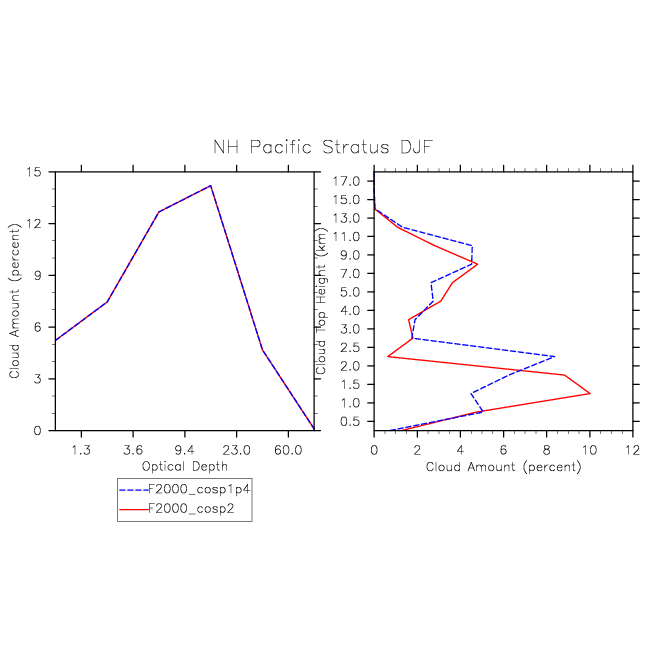 NH Pacific Stratus DJF
Cloud Amount (percent)
15
12
9
6
3
0
1.3 3.6 9.4 23.0 60.0
Optical Depth
Cloud Top Height (km)
17.0
15.0
13.0
11.0
9.0
7.0
5.0
4.0
3.0
2.5
2.0
1.5
1.0
0.5
0 2 4 6 8 10 12
Cloud Amount (percent)
F2000_cosp1p4
F2000_cosp2